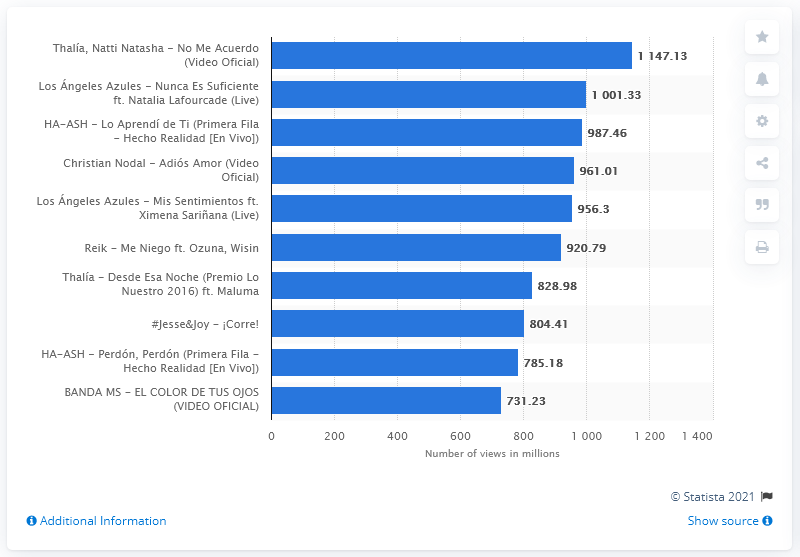 Thalía, Natti Natasha – No Me Acuerdo
(Video Oficial)
1 147.13
Los Ángeles Azules – Nunca Es Suficiente
ft. Natalia Lafourcade (Live)
1 001.33
HA-ASH – Lo Aprendí de Ti (Primera Fila
– Hecho Realidad [En Vivo])
987.46
Christian Nodal – Adiós Amor (Video
Oficial)
961.01
Los Ángeles Azules – Mis Sentimientos ft.
Ximena Sariñana (Live)
956.3
Reik – Me Niego ft. Ozuna, Wisin
920.79
Thalía – Desde Esa Noche (Premio Lo
Nuestro 2016) ft. Maluma
828.98
#Jesse&Joy – ¡Corre!
804.41
HA-ASH – Perdón, Perdón (Primera Fila –
Hecho Realidad [En Vivo])
785.18
BANDA MS – EL COLOR DE TUS OJOS
(VIDEO OFICIAL)
731.23
0 200 400 600 800 1 000 1 200 1 400
Number of views in millions
© Statista 2021
Additional Information
Show source